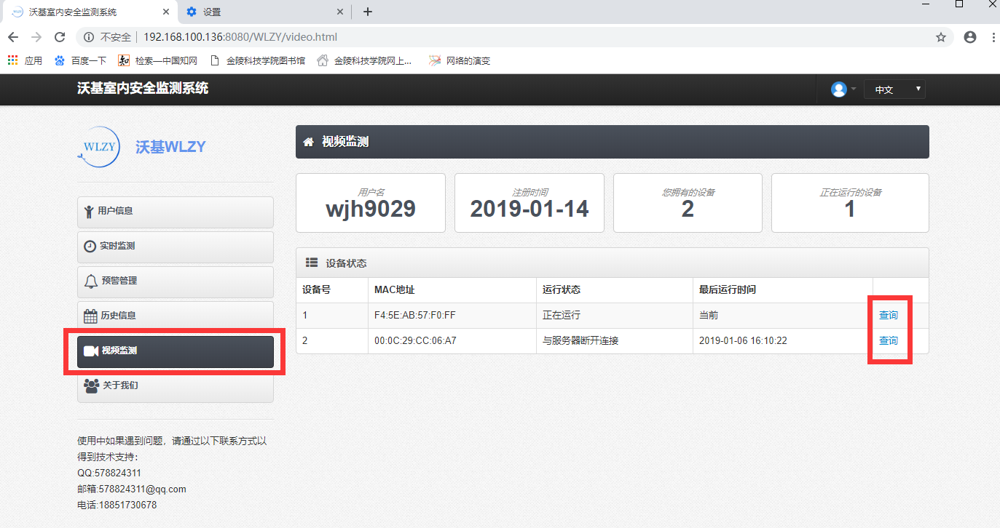 沃基室内安全监测系统
设置
不安全 192.168.100.136:8080/WLZY/video.html
应用 百度一下 检索—中国知网 金陵科技学院图书馆 金陵科技学院网上... 网络的演变
沃基室内安全监测系统
中文
WLZY
沃基WLZY
用户信息
实时监测
预警管理
历史信息
视频监测
关于我们
使用中如果遇到问题，请通过以下联系方式以
得到技术支持：
QQ:578824311
邮箱:578824311@qq.com
电话:18851730678
视频监测
用户名
wjh9029
注册时间
2019-01-14
您拥有的设备
2
正在运行的设备
1
设备状态
设备号 MAC地址 运行状态 最后运行时间
1 F4:5E:AB:57:F0:FF 正在运行 当前 查询
2 00:0C:29:CC:06:A7 与服务器断开连接 2019-01-06 16:10:22 查询